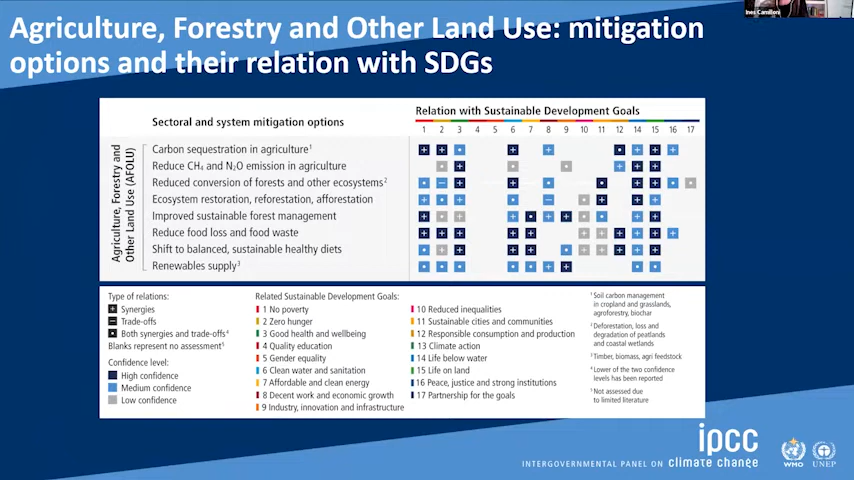 Ines Camilloni
Agriculture, Forestry and Other Land Use: mitigation
options and their relation with SDGs
Sectoral and system mitigation options
Relation with Sustainable Development Goals
1 2 3 4 5 6 7 8 9 10 11 12 14 15 16 17
Agriculture, Forestry and
Other Land Use (AFOLU)
Carbon sequestration in agriculture1
Reduce CH4 and N2O emission in agriculture
Reduced conversion of forests and other ecosystems2
Ecosystem restoration, reforestation, afforestation
Improved sustainable forest management
Reduce food loss and food waste
Shift to balanced, sustainable healthy diets
Renewables supply3
Type of relations:
Synergies
Trade-offs
Both synergies and trade-offs4
Blanks represent no assessment5
Confidence level:
High confidence
Medium confidence
Low confidence
Related Sustainable Development Goals:
1 No poverty
2 Zero hunger
3 Good health and wellbeing
4 Quality education
5 Gender equality
6 Clean water and sanitation
7 Affordable and clean energy
8 Decent work and economic growth
9 Industry, innovation and infrastructure
10 Reduced inequalities
11 Sustainable cities and communities
12 Responsible consumption and production
13 Climate action
14 Life below water
15 Life on land
16 Peace, justice and strong institutions
17 Partnership for the goals
1 Soil carbon management
in cropland and grasslands,
agroforestry, biochar
2 Deforestation, loss and
degradation of peatlands
and coastal wetlands
3 Timber, biomass, agri feedstock
4 Lower of the two confidence
levels has been reported
5 Not assessed due
to limited literature
ipcc
INTERGOVERNMENTAL PANEL ON climate change
WMO
UNEP